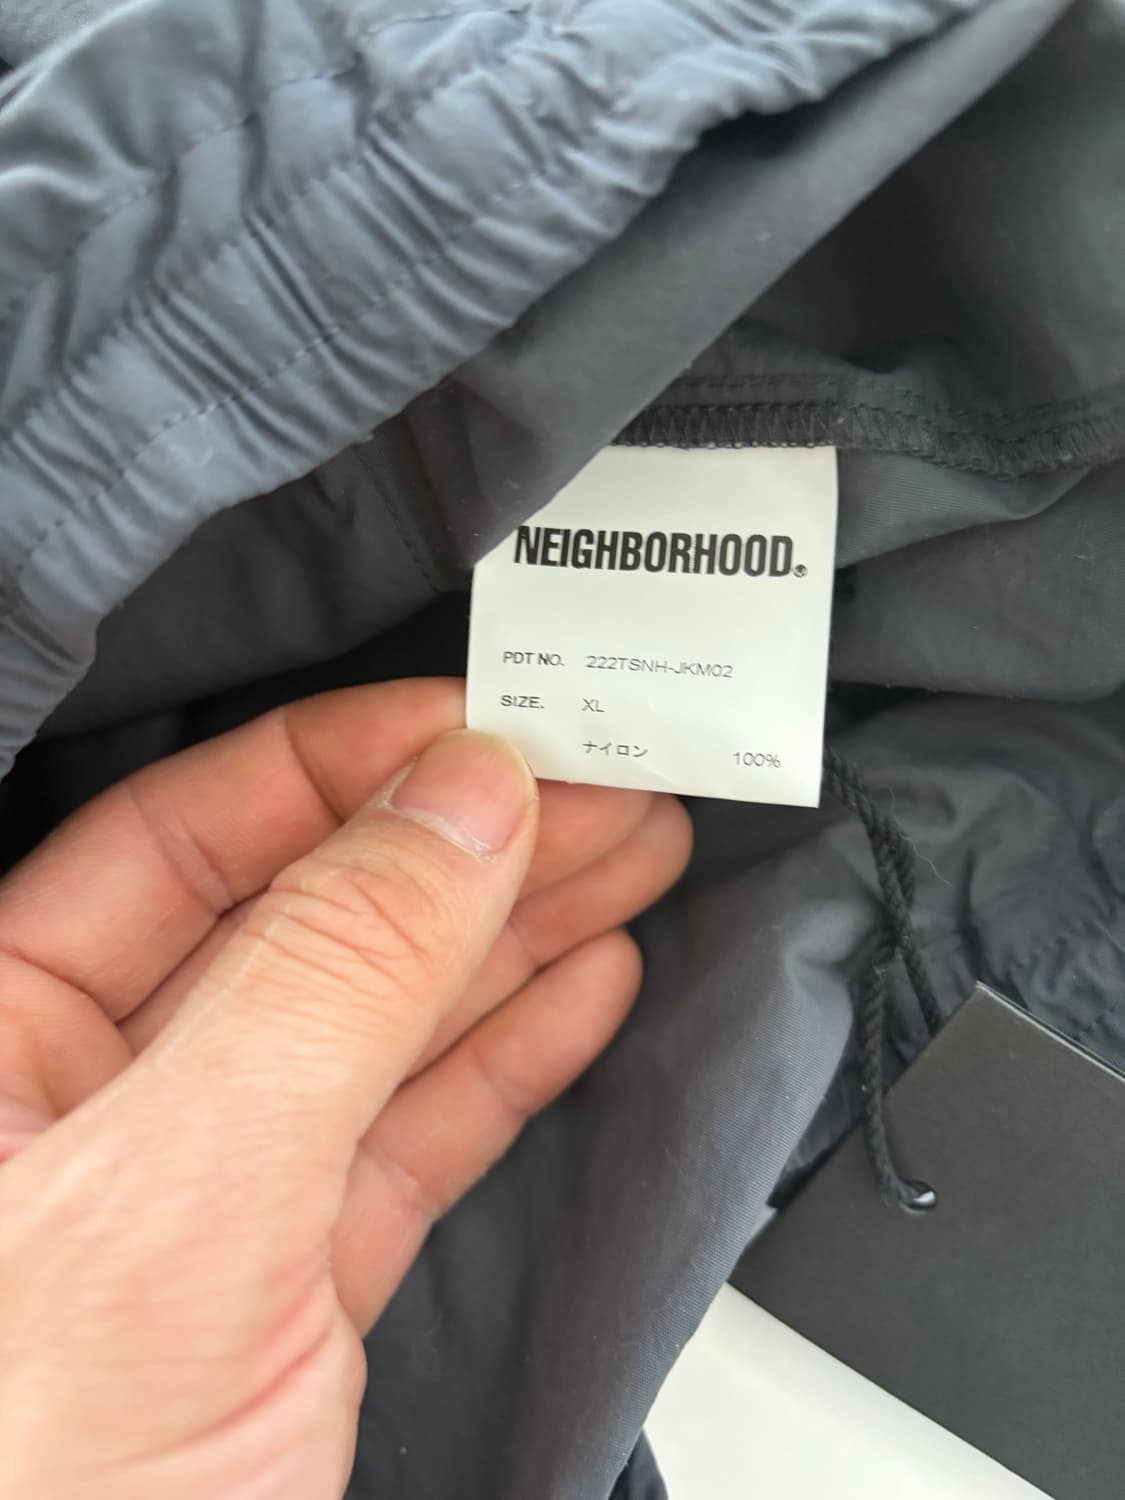 NEIGHBORHOOD®
PDT NO. 222TSNH-JKM02
SIZE. XL
ナイロン 100%